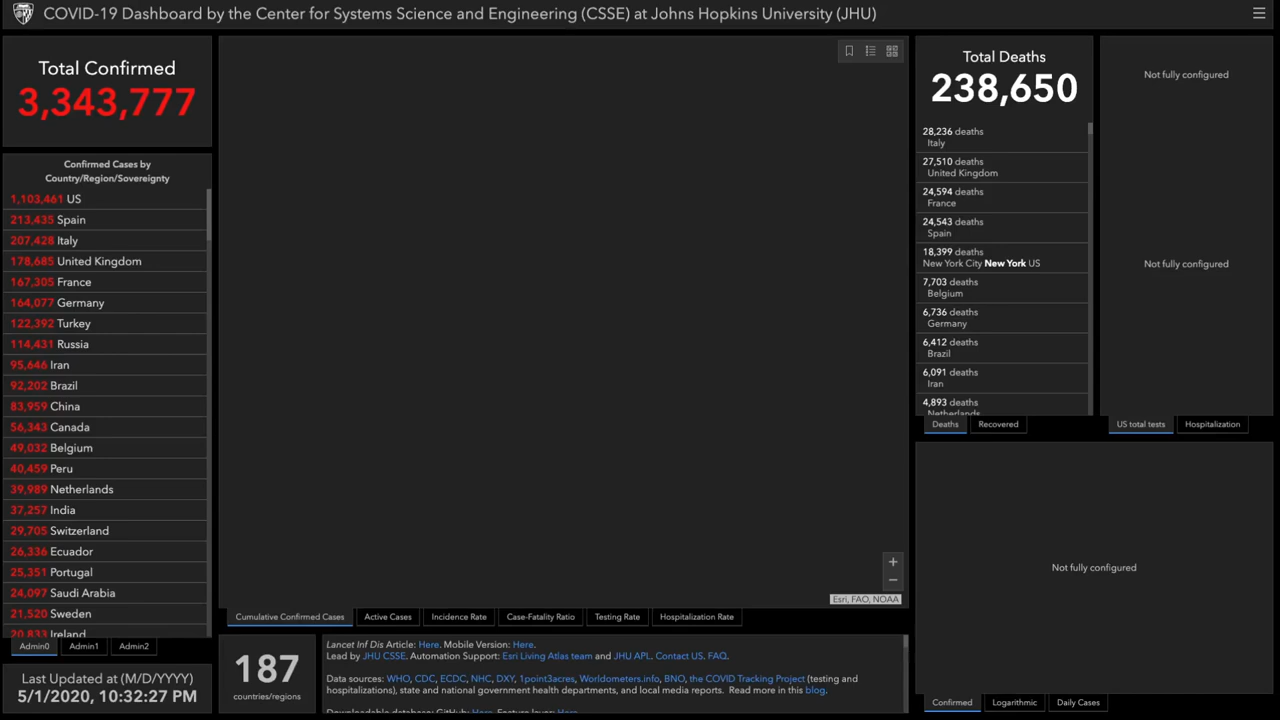 COVID-19 Dashboard by the Center for Systems Science and Engineering (CSSE) at Johns Hopkins University (JHU)
Total Confirmed
3,343,777
Confirmed Cases by
Country/Region/Sovereignty
1,103,461 US
213,435 Spain
207,428 Italy
178,685 United Kingdom
167,305 France
164,077 Germany
122,392 Turkey
114,431 Russia
95,646 Iran
92,202 Brazil
83,959 China
56,343 Canada
49,032 Belgium
40,459 Peru
39,989 Netherlands
37,257 India
29,705 Switzerland
26,336 Ecuador
25,351 Portugal
24,097 Saudi Arabia
21,520 Sweden
20,833 Ireland
Admin0
Admin1
Admin2
Last Updated at (M/D/YYYY)
5/1/2020, 10:32:27 PM
Esri, FAO, NOAA
Cumulative Confirmed Cases
Active Cases
Incidence Rate
Case-Fatality Ratio
Testing Rate
Hospitalization Rate
187
countries/regions
Lancet Inf Dis Article: Here. Mobile Version: Here.
Lead by JHU CSSE. Automation Support: Esri Living Atlas team and JHU APL. Contact US. FAQ.
Data sources: WHO, CDC, ECDC, NHC, DXY, 1point3acres, Worldometers.info, BNO, the COVID Tracking Project (testing and
hospitalizations), state and national government health departments, and local media reports. Read more in this blog.
Downloadable database: GitHub: Here. Feature layer: Here.
Total Deaths
238,650
28,236 deaths
Italy
27,510 deaths
United Kingdom
24,594 deaths
France
24,543 deaths
Spain
18,399 deaths
New York City New York US
7,703 deaths
Belgium
6,736 deaths
Germany
6,412 deaths
Brazil
6,091 deaths
Iran
4,893 deaths
Netherlands
Deaths
Recovered
Not fully configured
Not fully configured
US total tests
Hospitalization
Not fully configured
Confirmed
Logarithmic
Daily Cases